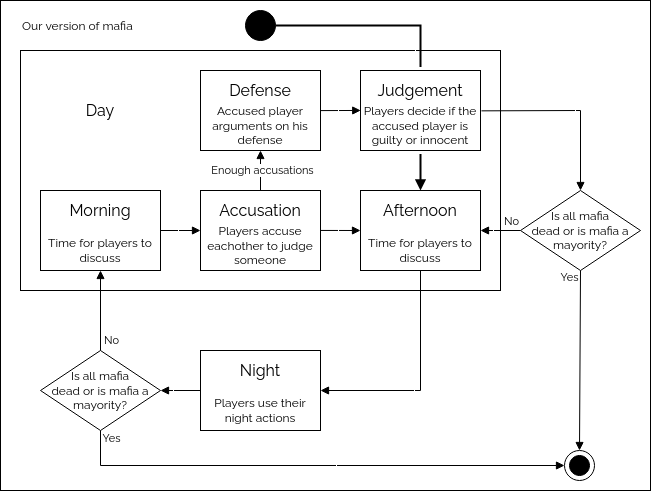 Our version of mafia
Day
Defense
Accused player
arguments on his
defense
Judgement
Players decide if the
accused player is
guilty or innocent
Enough accusations
Morning
Time for players to
discuss
Accusation
Players accuse
eachother to judge
someone
Afternoon
Time for players to
discuss
No
Is all mafia
dead or is mafia a
mayority?
Yes
No
Is all mafia
dead or is mafia a
mayority?
Yes
Night
Players use their
night actions